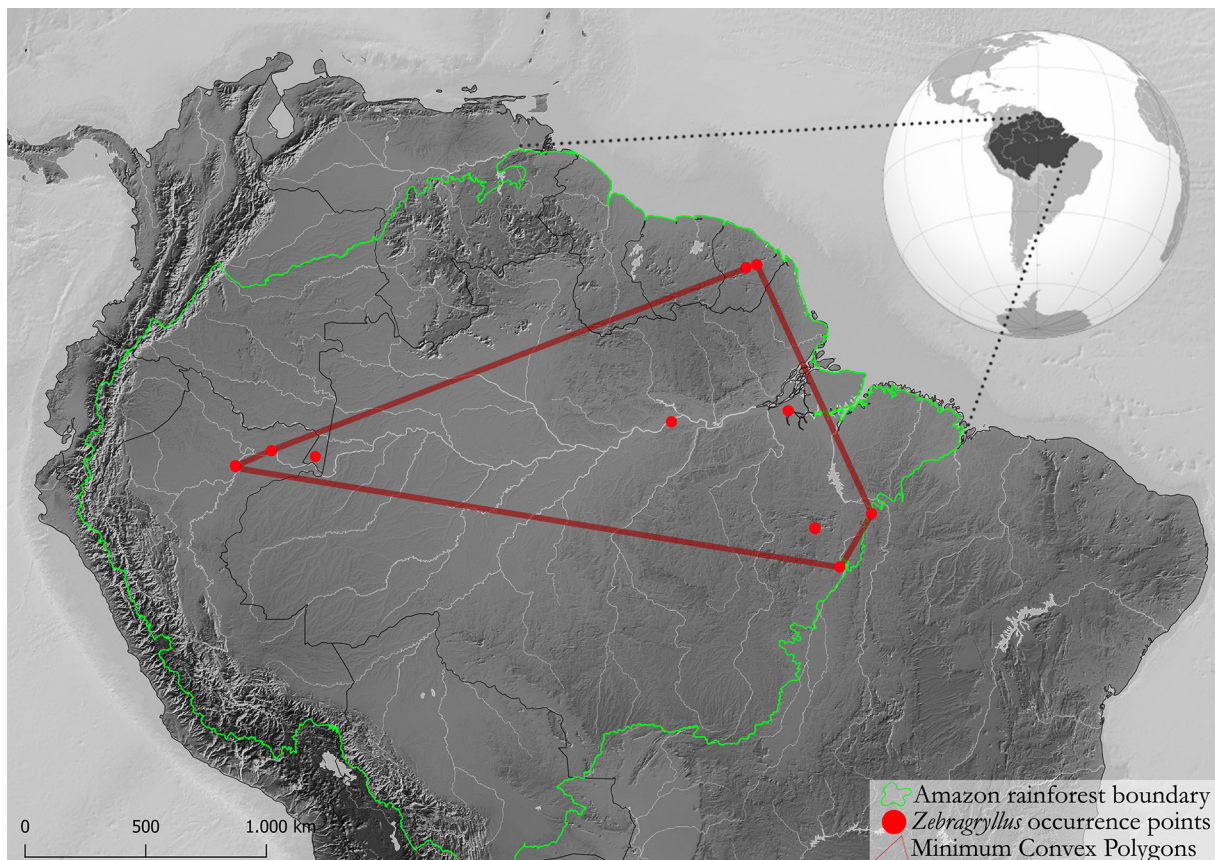 0 500 1.000 km
Amazon rainforest boundary
Zebragryllus occurrence points
Minimum Convex Polygons